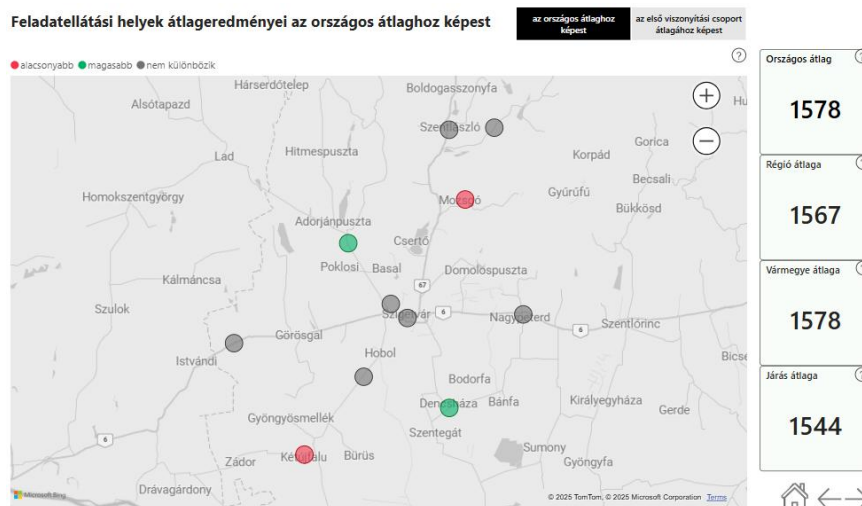 Feladatellátási helyek átlageredményei az országos átlaghoz képest
az országos átlaghoz képest
az első viszonyítási csoport átlagához képest
alacsonyabb magasabb nem különbözik
?
Országos átlag
1578
Régió átlaga
1567
Vármegye átlaga
1578
Járás átlaga
1544
Hárserdőtelep
Boldogasszonyfa
Alsótapazd
Szentlászló
Gorica
Lad
Hitmespuszta
Korpád
Becsali
Homokszentgyörgy
Mozsgó
Gyűrűfű
Bükkösd
Adorjánpuszta
Csertő
Poklosi
Basal
Domolospuszta
Kálmáncsa
67
Szulok
Szigetvár
6
Nagypeterd
Szentlőrinc
6
Görösgal
Istvándi
Hobol
Bodorfa
Dencsháza
Bánfa
Királyegyháza
Gerde
Gyöngyösmellék
Szentegát
6
Sumony
Zádor
Kétújfalu
Bürüs
Gyöngyfa
Drávagárdony
Microsoft Bing
© 2025 TomTom, © 2025 Microsoft Corporation Terms